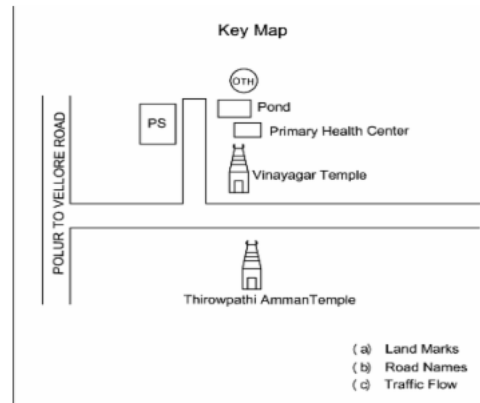 Key Map
OTH
Pond
PS
Primary Health Center
Vinayagar Temple
POLUR TO VELLORE ROAD
Thirowpathi AmmanTemple
(a) Land Marks
(b) Road Names
(c) Traffic Flow